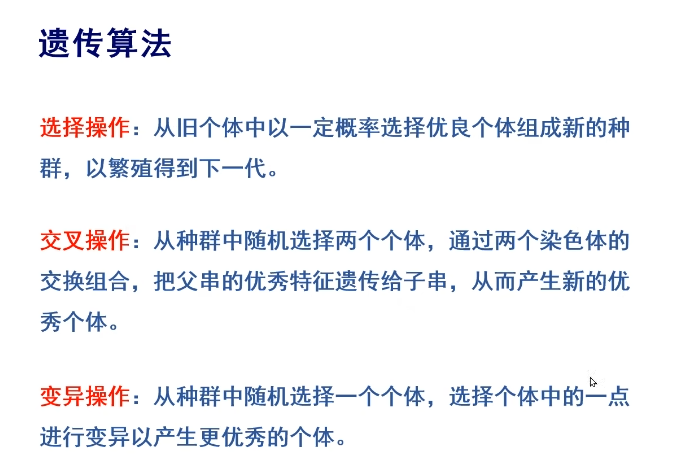 遗传算法
选择操作：从旧个体中以一定概率选择优良个体组成新的种
群，以繁殖得到下一代。
交叉操作：从种群中随机选择两个个体，通过两个染色体的
交换组合，把父串的优秀特征遗传给子串，从而产生新的优
秀个体。
变异操作：从种群中随机选择一个个体，选择个体中的一点
进行变异以产生更优秀的个体。